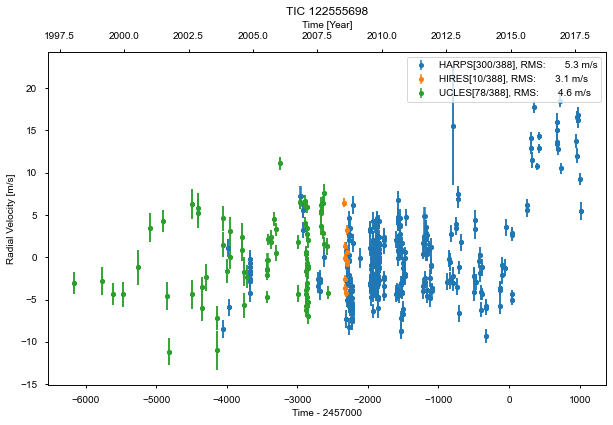 TIC 122555698
Time [Year]
1997.5 2000.0 2002.5 2004.5 2007.5 2010.0 2012.5 2015.0 2017.5
HARPS[300/388], RMS: 5.3 m/s
HIRES[10/388], RMS: 3.1 m/s
UCLES[78/388], RMS: 4.6 m/s
Radial Velocity [m/s]
20
15
10
5
0
−5
−10
−15
−6000 −5000 −4000 −3000 −2000 −1000 0 1000
Time - 2457000